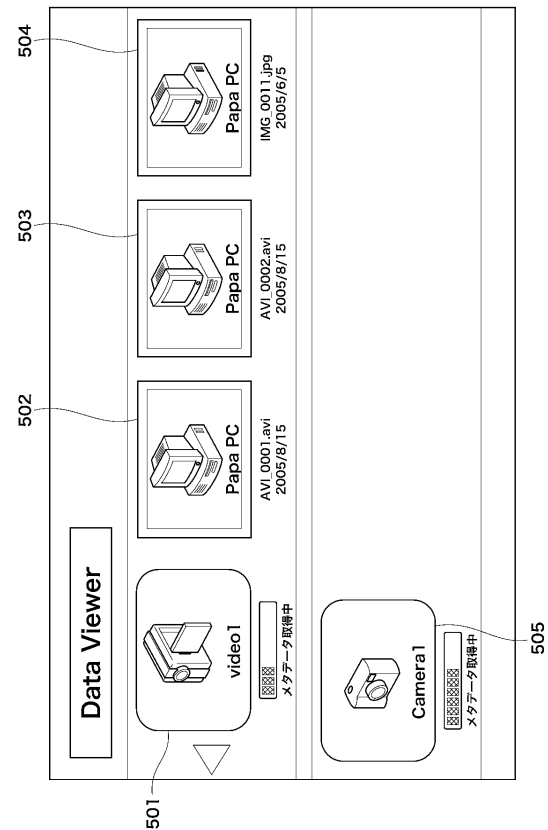 Data Viewer
501
video1
メタデータ取得中
502
Papa PC
AVI_0001.avi
2005/8/15
503
Papa PC
AVI_0002.avi
2005/8/15
504
Papa PC
IMG_0011.jpg
2005/6/5
Camera1
メタデータ取得中
505